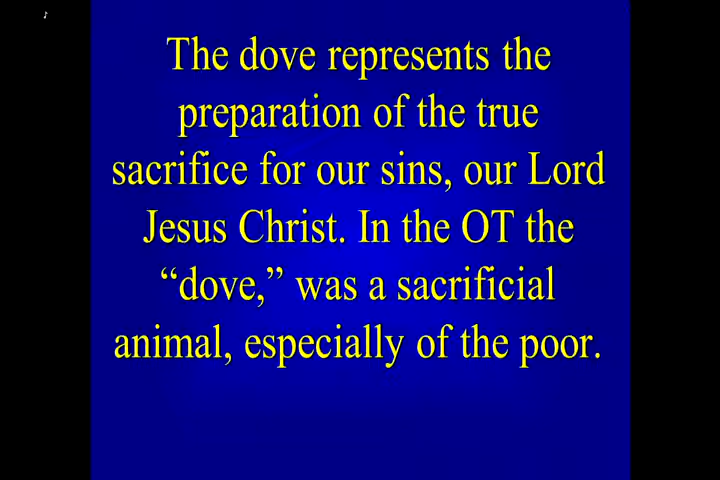 The dove represents the
preparation of the true
sacrifice for our sins, our Lord
Jesus Christ. In the OT the
“dove,” was a sacrificial
animal, especially of the poor.